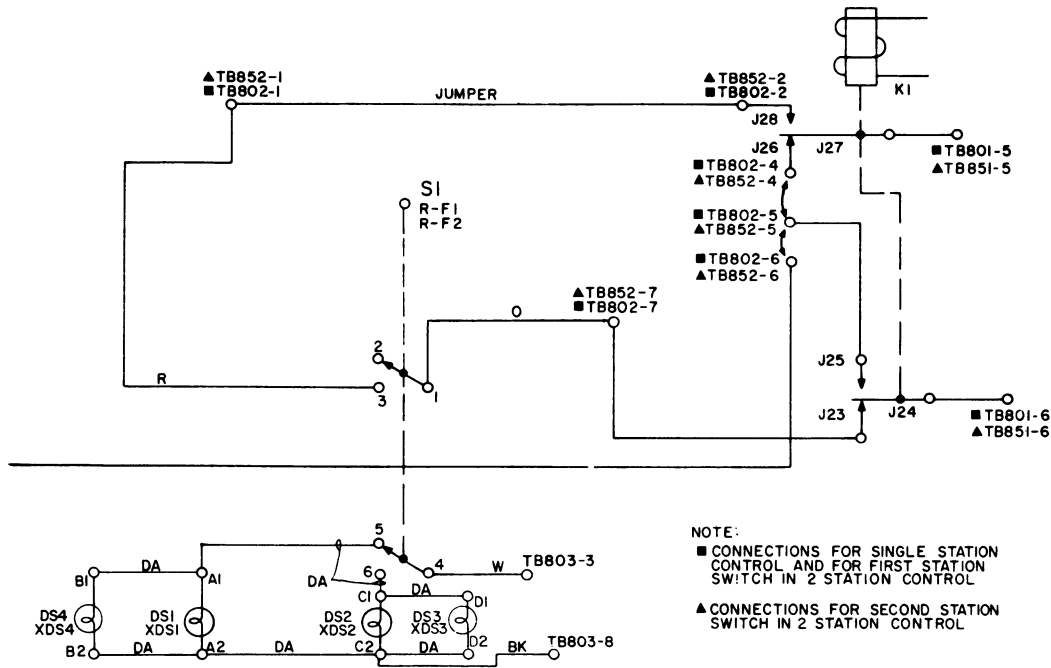 ▲TB852-1
■TB802-1
JUMPER
▲TB852-2
■TB802-2
K1
J28
J26
J27
■TB801-5
▲TB851-5
■TB802-4
▲TB852-4
S1
R-F1
R-F2
■TB802-5
▲TB852-5
■TB802-6
▲TB852-6
▲TB852-7
■TB802-7
O
2
3
1
R
J25
J23
J24
■TB801-6
▲TB851-6
5
6
4
W
TB803-3
DA
B1
DA
A1
C1
DA
D1
DS4
XDS4
DS1
XDS1
DS2
XDS2
DS3
XDS3
B2
DA
A2
DA
C2
DA
D2
BK
TB803-8
NOTE:
■ CONNECTIONS FOR SINGLE STATION
CONTROL AND FOR FIRST STATION
SWITCH IN 2 STATION CONTROL
▲ CONNECTIONS FOR SECOND STATION
SWITCH IN 2 STATION CONTROL